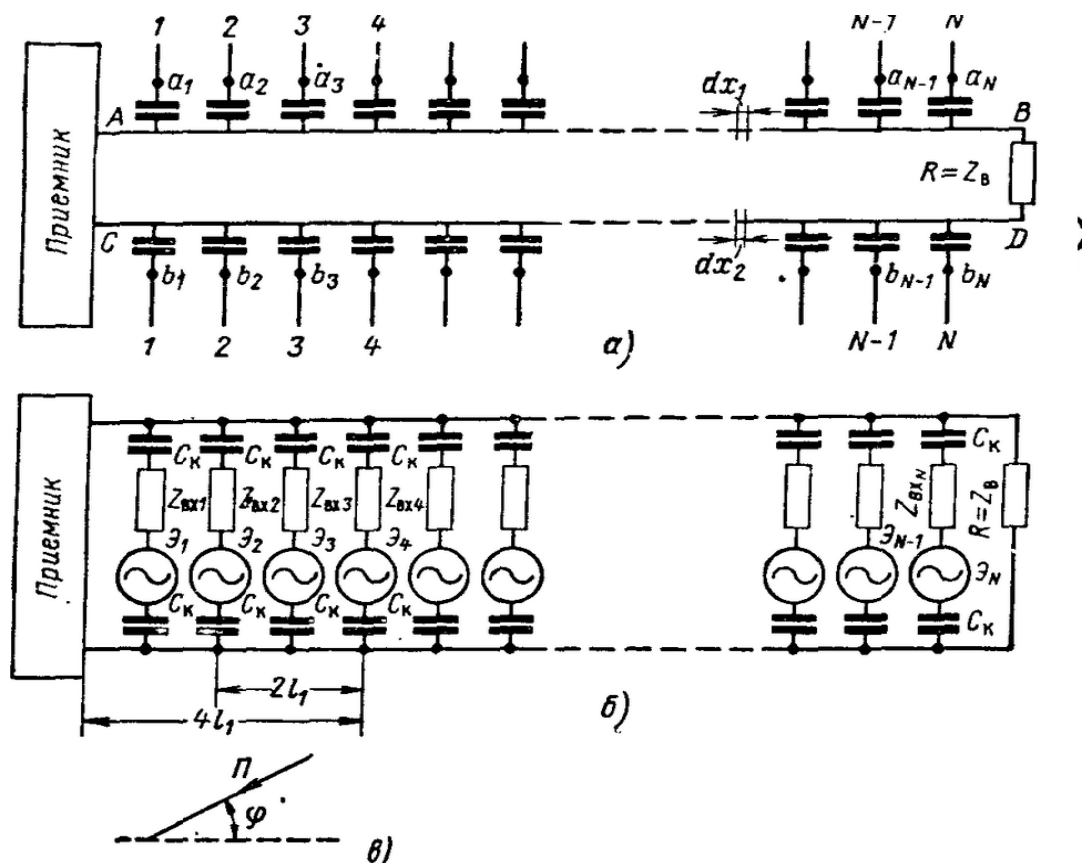 1 2 3 4 N-1 N
a₁ a₂ a₃ dx₁ aN-1 aN
A B
Приемник
R=Zв
C D
b₁ b₂ b₃ dx₂ bN-1 bN
1 2 3 4 N-1 N
а)
Cк Cк Cк Cк Cк
Приемник
Zвх1 Zвх2 Zвх3 Zвх4 ZвхN R=Zв
Э₁ Э₂ Э₃ Э₄ ЭN-1 ЭN
Cк Cк Cк Cк Cк
2l₁
4l₁
б)
П
φ
в)